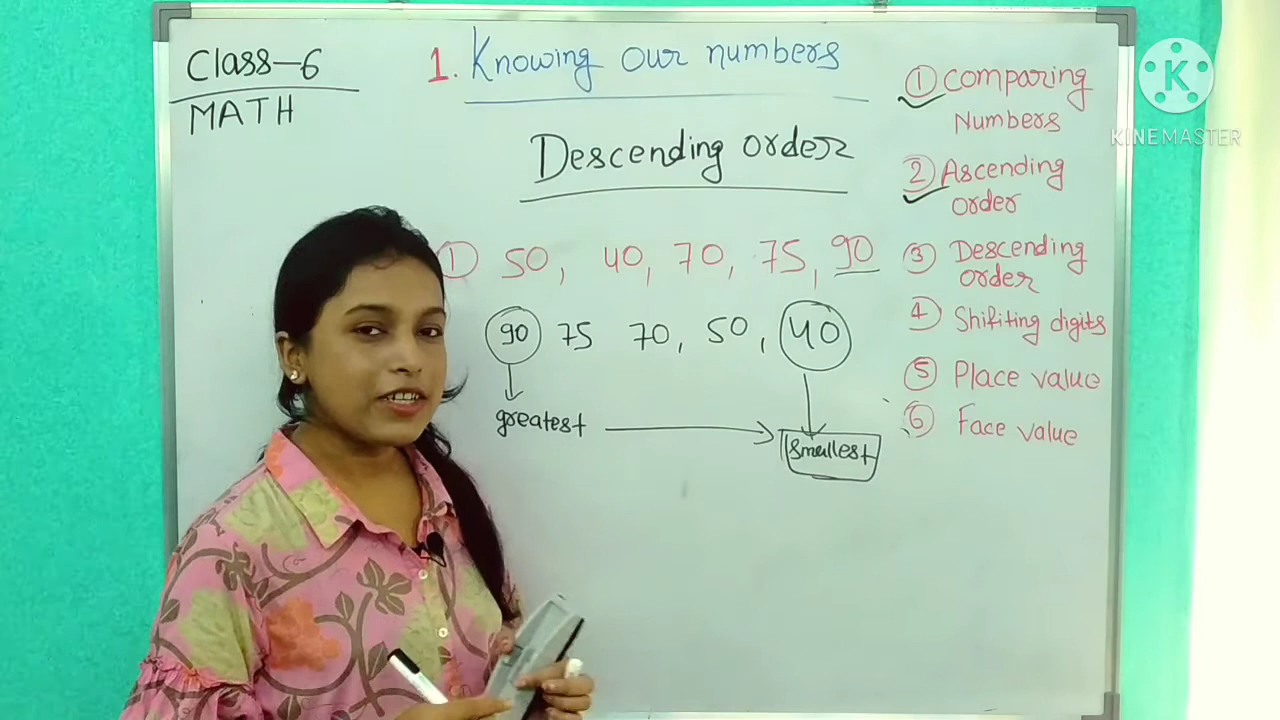 Class-6
MATH
1. Knowing our numbers
Descending order
① 50, 40, 70, 75, 90
90 75 70, 50, 40
greatest
smallest
① Comparing
Numbers
② Ascending
order
③ Descending
order
④ Shifiting digits
⑤ Place value
⑥ Face value
K
KINEMASTER